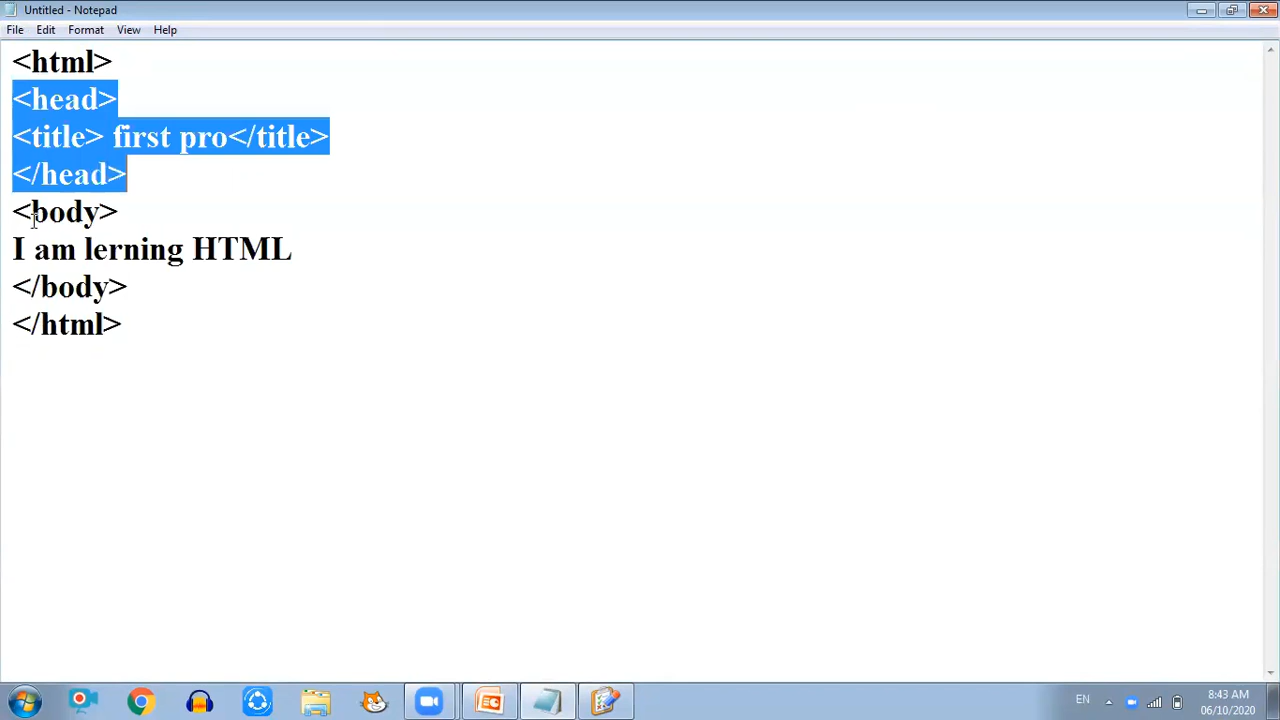 Untitled - Notepad
File Edit Format View Help
<html>
<head>
<title> first pro</title>
</head>
<body>
I am lerning HTML
</body>
</html>
EN
8:43 AM
06/10/2020